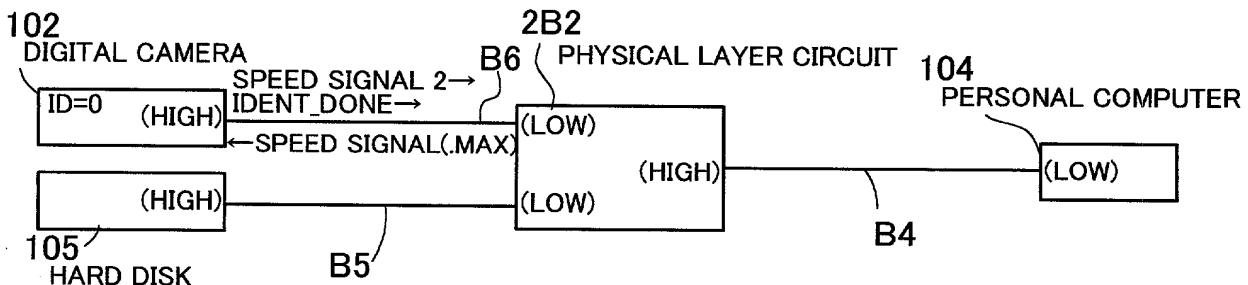 102
DIGITAL CAMERA
ID=0
(HIGH)
SPEED SIGNAL 2→
IDENT_DONE→
←SPEED SIGNAL(.MAX)
B6
2B2
PHYSICAL LAYER CIRCUIT
(LOW)
(HIGH)
(LOW)
104
PERSONAL COMPUTER
(LOW)
B4
(HIGH)
105
HARD DISK
B5